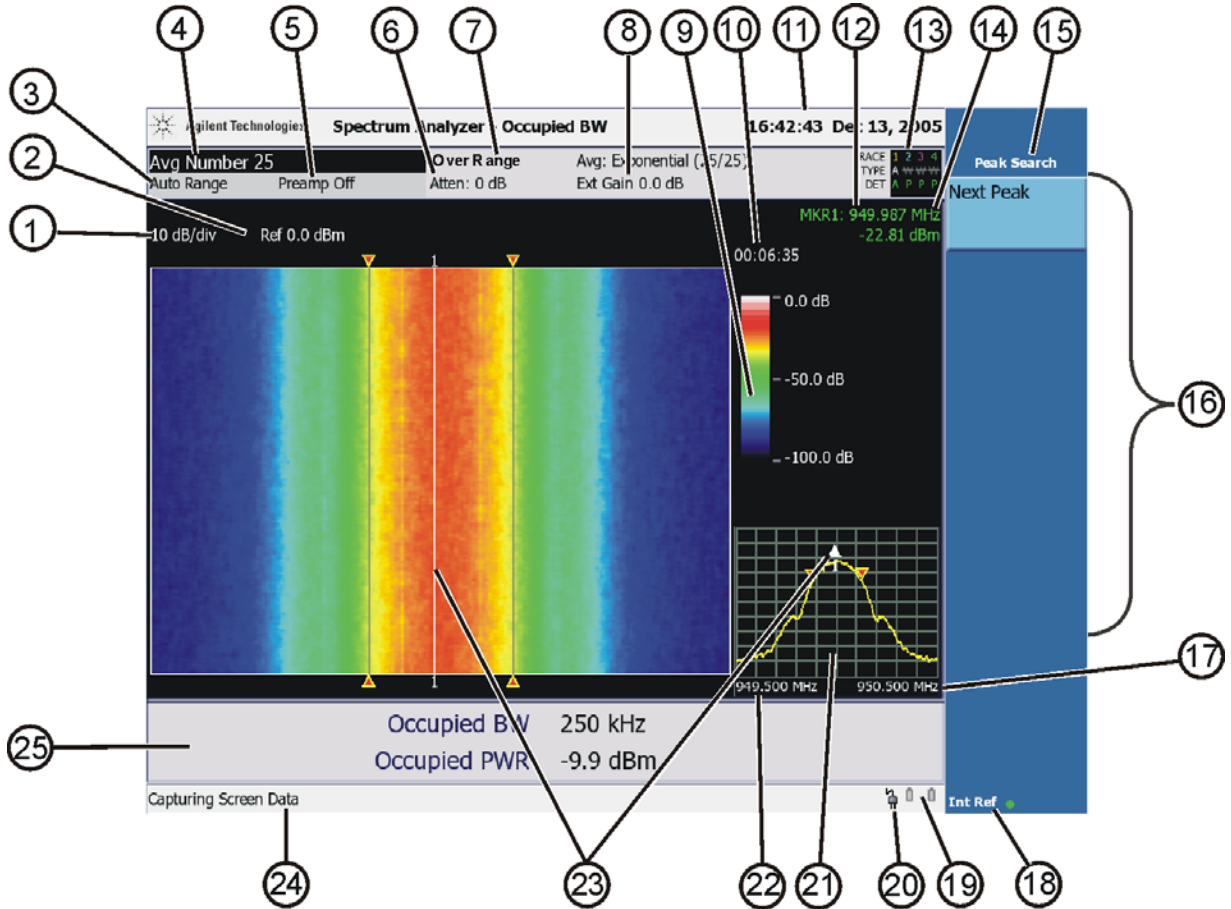 4 5 6 7 8 9 10 11 12 13 14 15
3
2
1
Agilent Technologies Spectrum Analyzer - Occupied BW 16:42:43 Dec 13, 2005
Avg Number 25 Over Range Avg: Exponential (25/25)
Auto Range Preamp Off Atten: 0 dB Ext Gain 0.0 dB
TRACE 1 2 3 4
TYPE A W W W
DET A P P P
Peak Search
Next Peak
MKR1: 949.987 MHz
-22.81 dBm
10 dB/div Ref 0.0 dBm
00:06:35
1
0.0 dB
-50.0 dB
-100.0 dB
16
1
1
949.500 MHz 950.500 MHz
17
Occupied BW 250 kHz
Occupied PWR -9.9 dBm
25
Capturing Screen Data
Int Ref
24 23 22 21 20 19 18